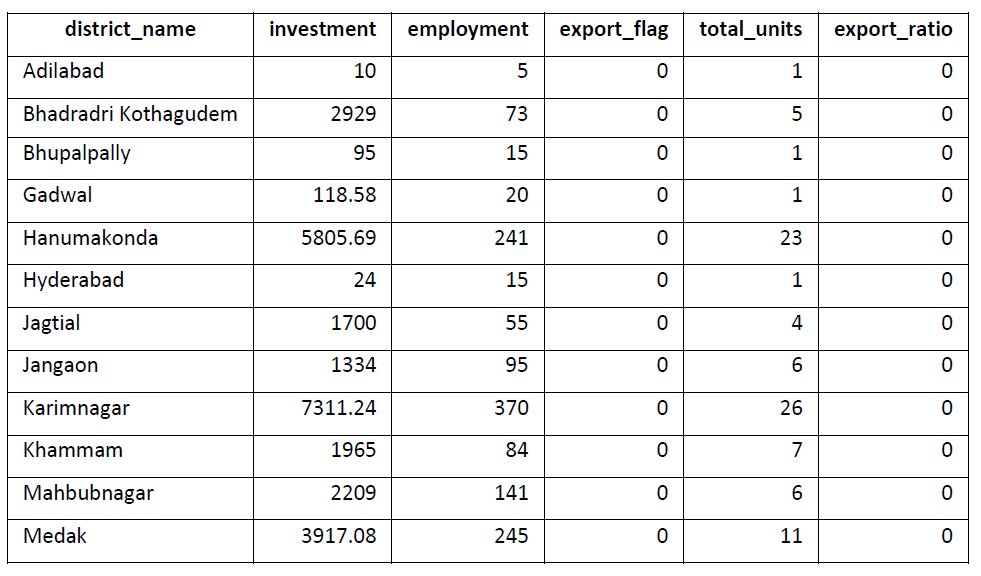 district_name investment employment export_flag total_units export_ratio
Adilabad 10 5 0 1 0
Bhadradri Kothagudem 2929 73 0 5 0
Bhupalpally 95 15 0 1 0
Gadwal 118.58 20 0 1 0
Hanumakonda 5805.69 241 0 23 0
Hyderabad 24 15 0 1 0
Jagtial 1700 55 0 4 0
Jangaon 1334 95 0 6 0
Karimnagar 7311.24 370 0 26 0
Khammam 1965 84 0 7 0
Mahbubnagar 2209 141 0 6 0
Medak 3917.08 245 0 11 0